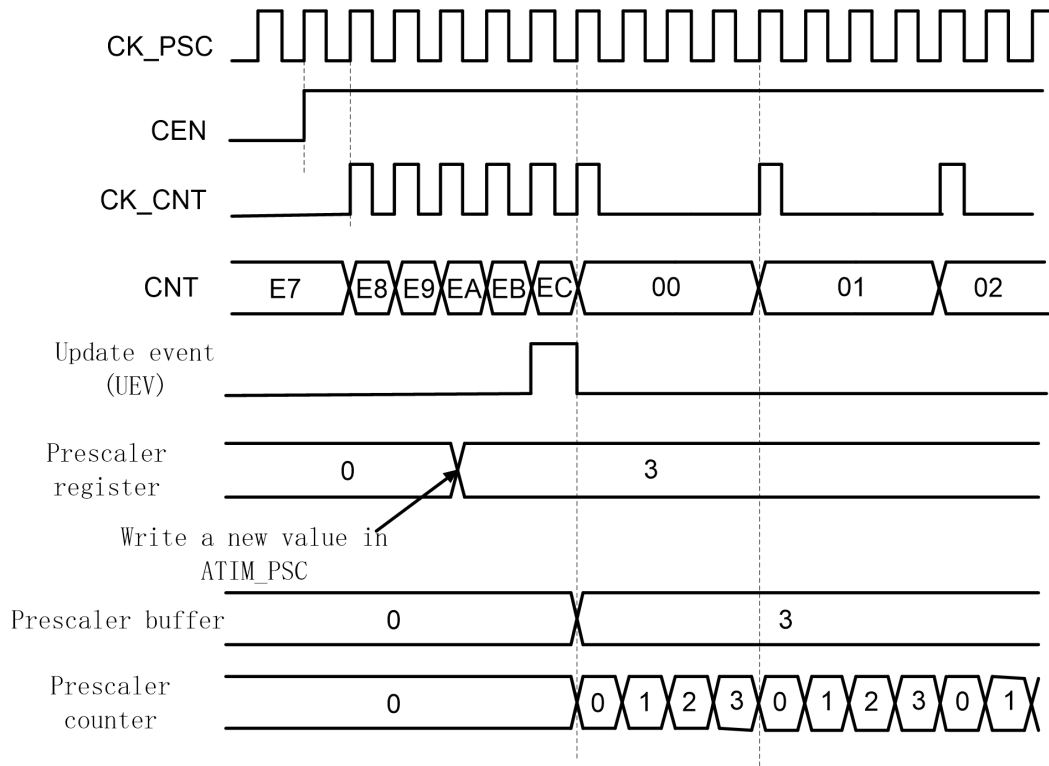 CK_PSC
CEN
CK_CNT
CNT E7 E8 E9 EA EB EC 00 01 02
Update event
(UEV)
Prescaler
register
0 3
Write a new value in
ATIM_PSC
Prescaler buffer 0 3
Prescaler
counter
0 0 1 2 3 0 1 2 3 0 1